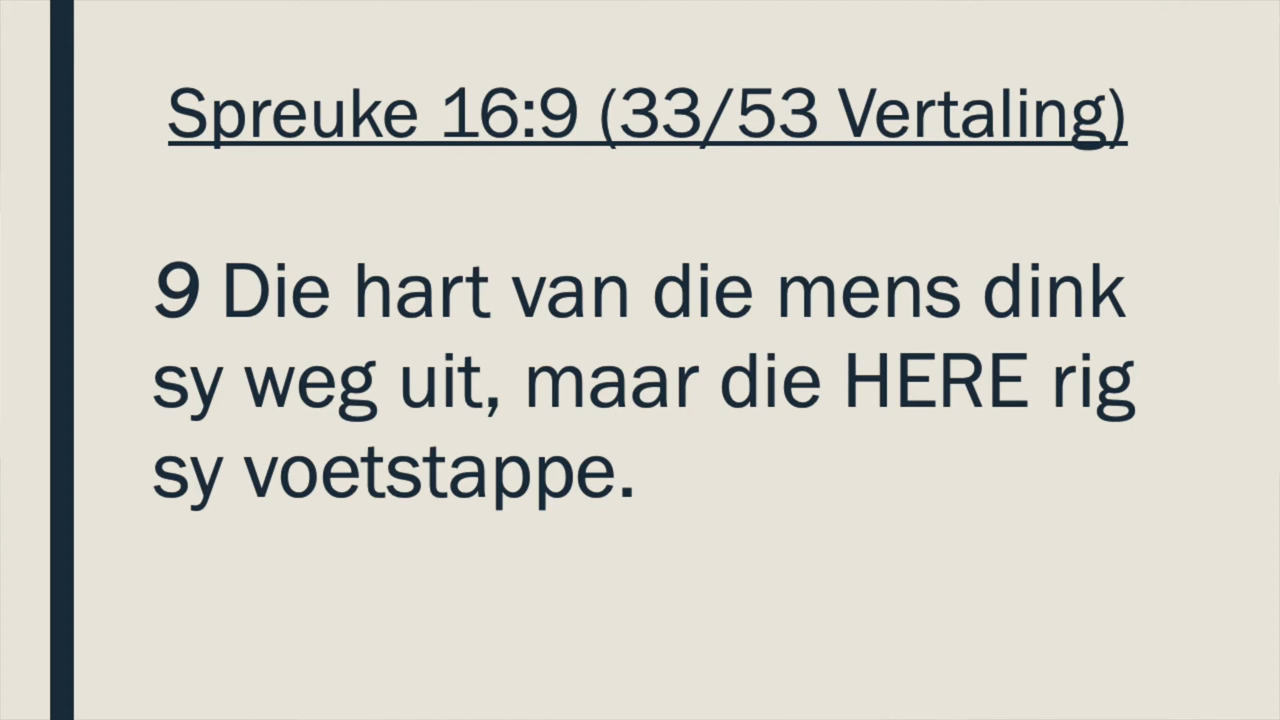 Spreuke 16:9 (33/53 Vertaling)
9 Die hart van die mens dink
sy weg uit, maar die HERE rig
sy voetstappe.